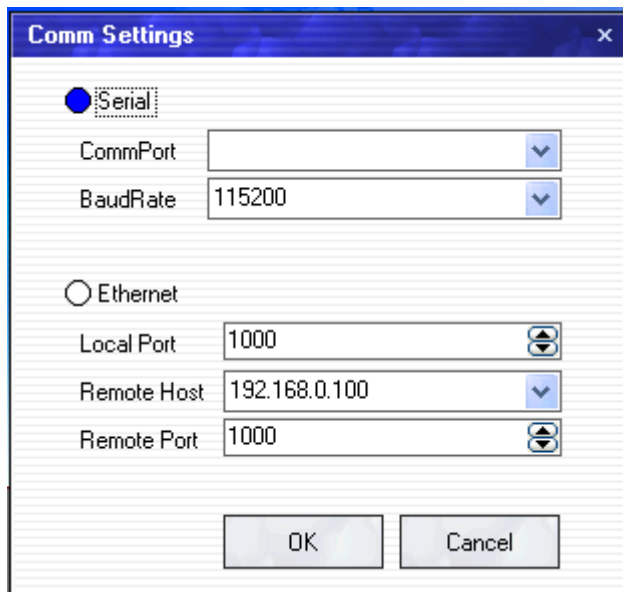 Comm Settings
Serial
CommPort
BaudRate 115200
Ethernet
Local Port 1000
Remote Host 192.168.0.100
Remote Port 1000
OK Cancel